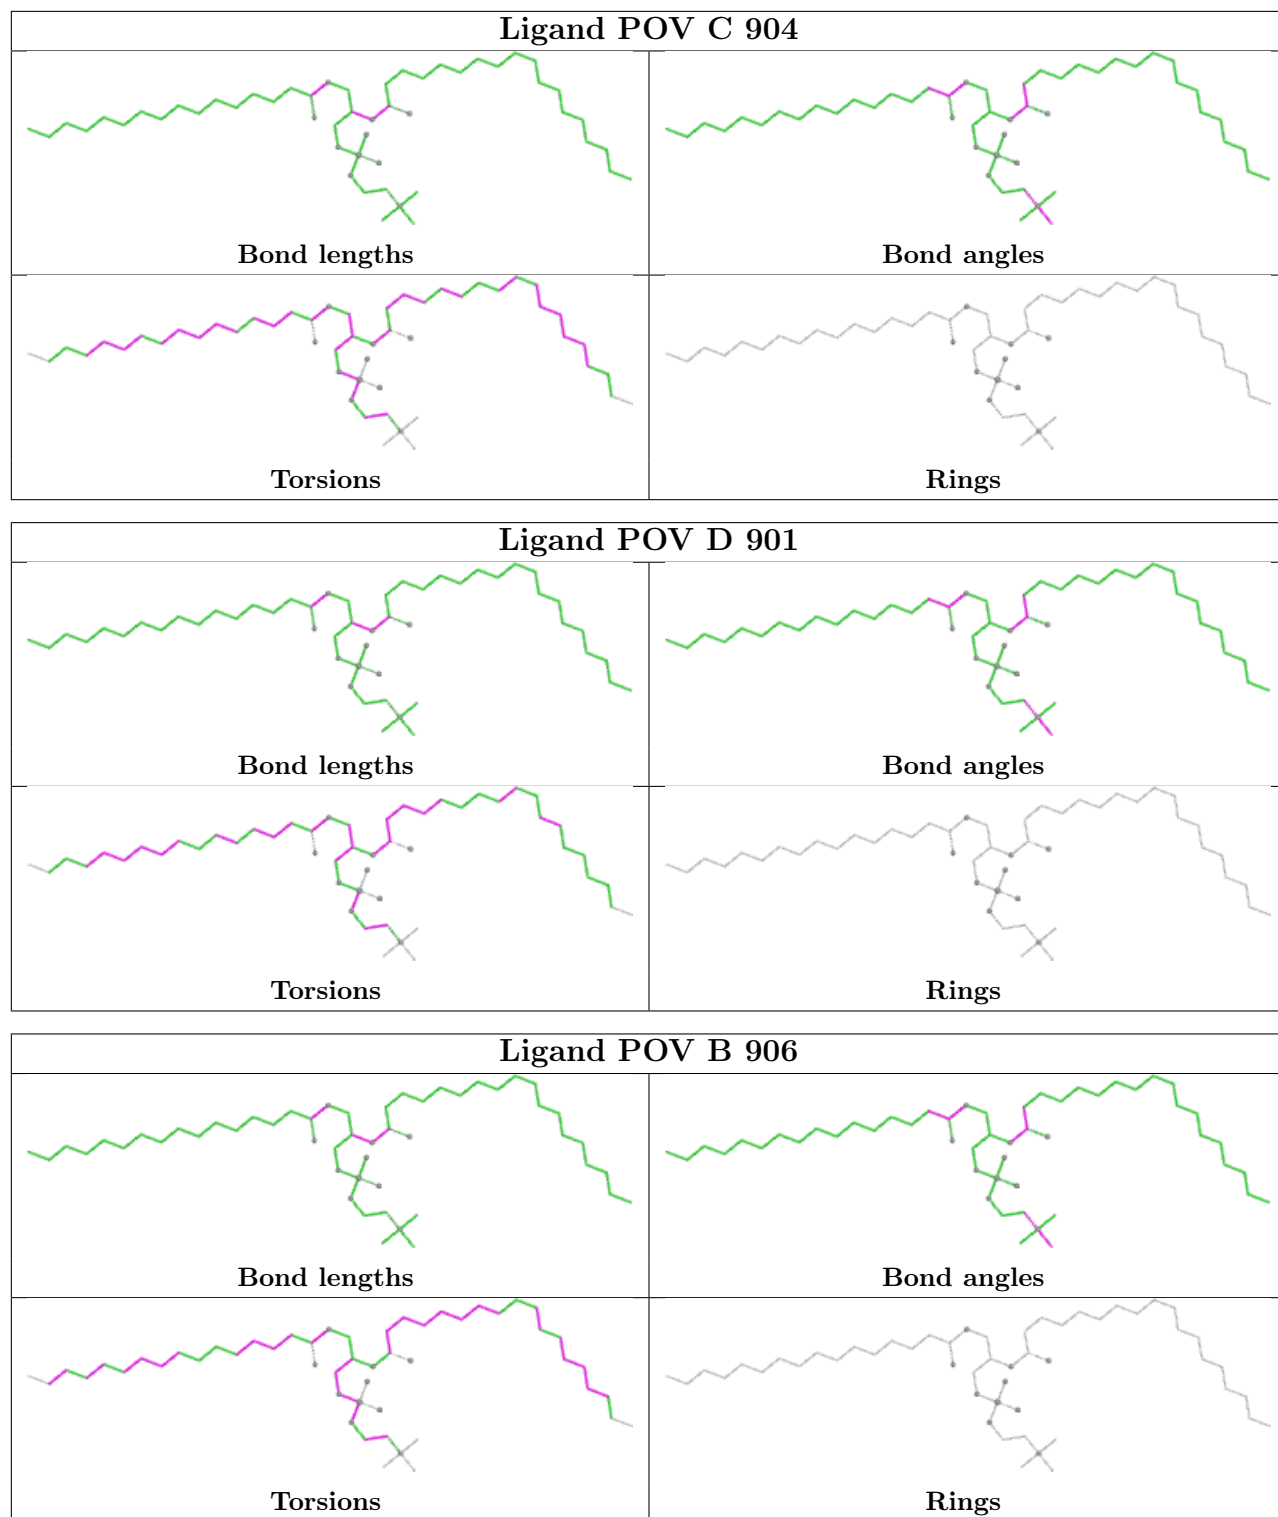 Ligand POV C 904
Bond lengths
Bond angles
Torsions
Rings
Ligand POV D 901
Bond lengths
Bond angles
Torsions
Rings
Ligand POV B 906
Bond lengths
Bond angles
Torsions
Rings